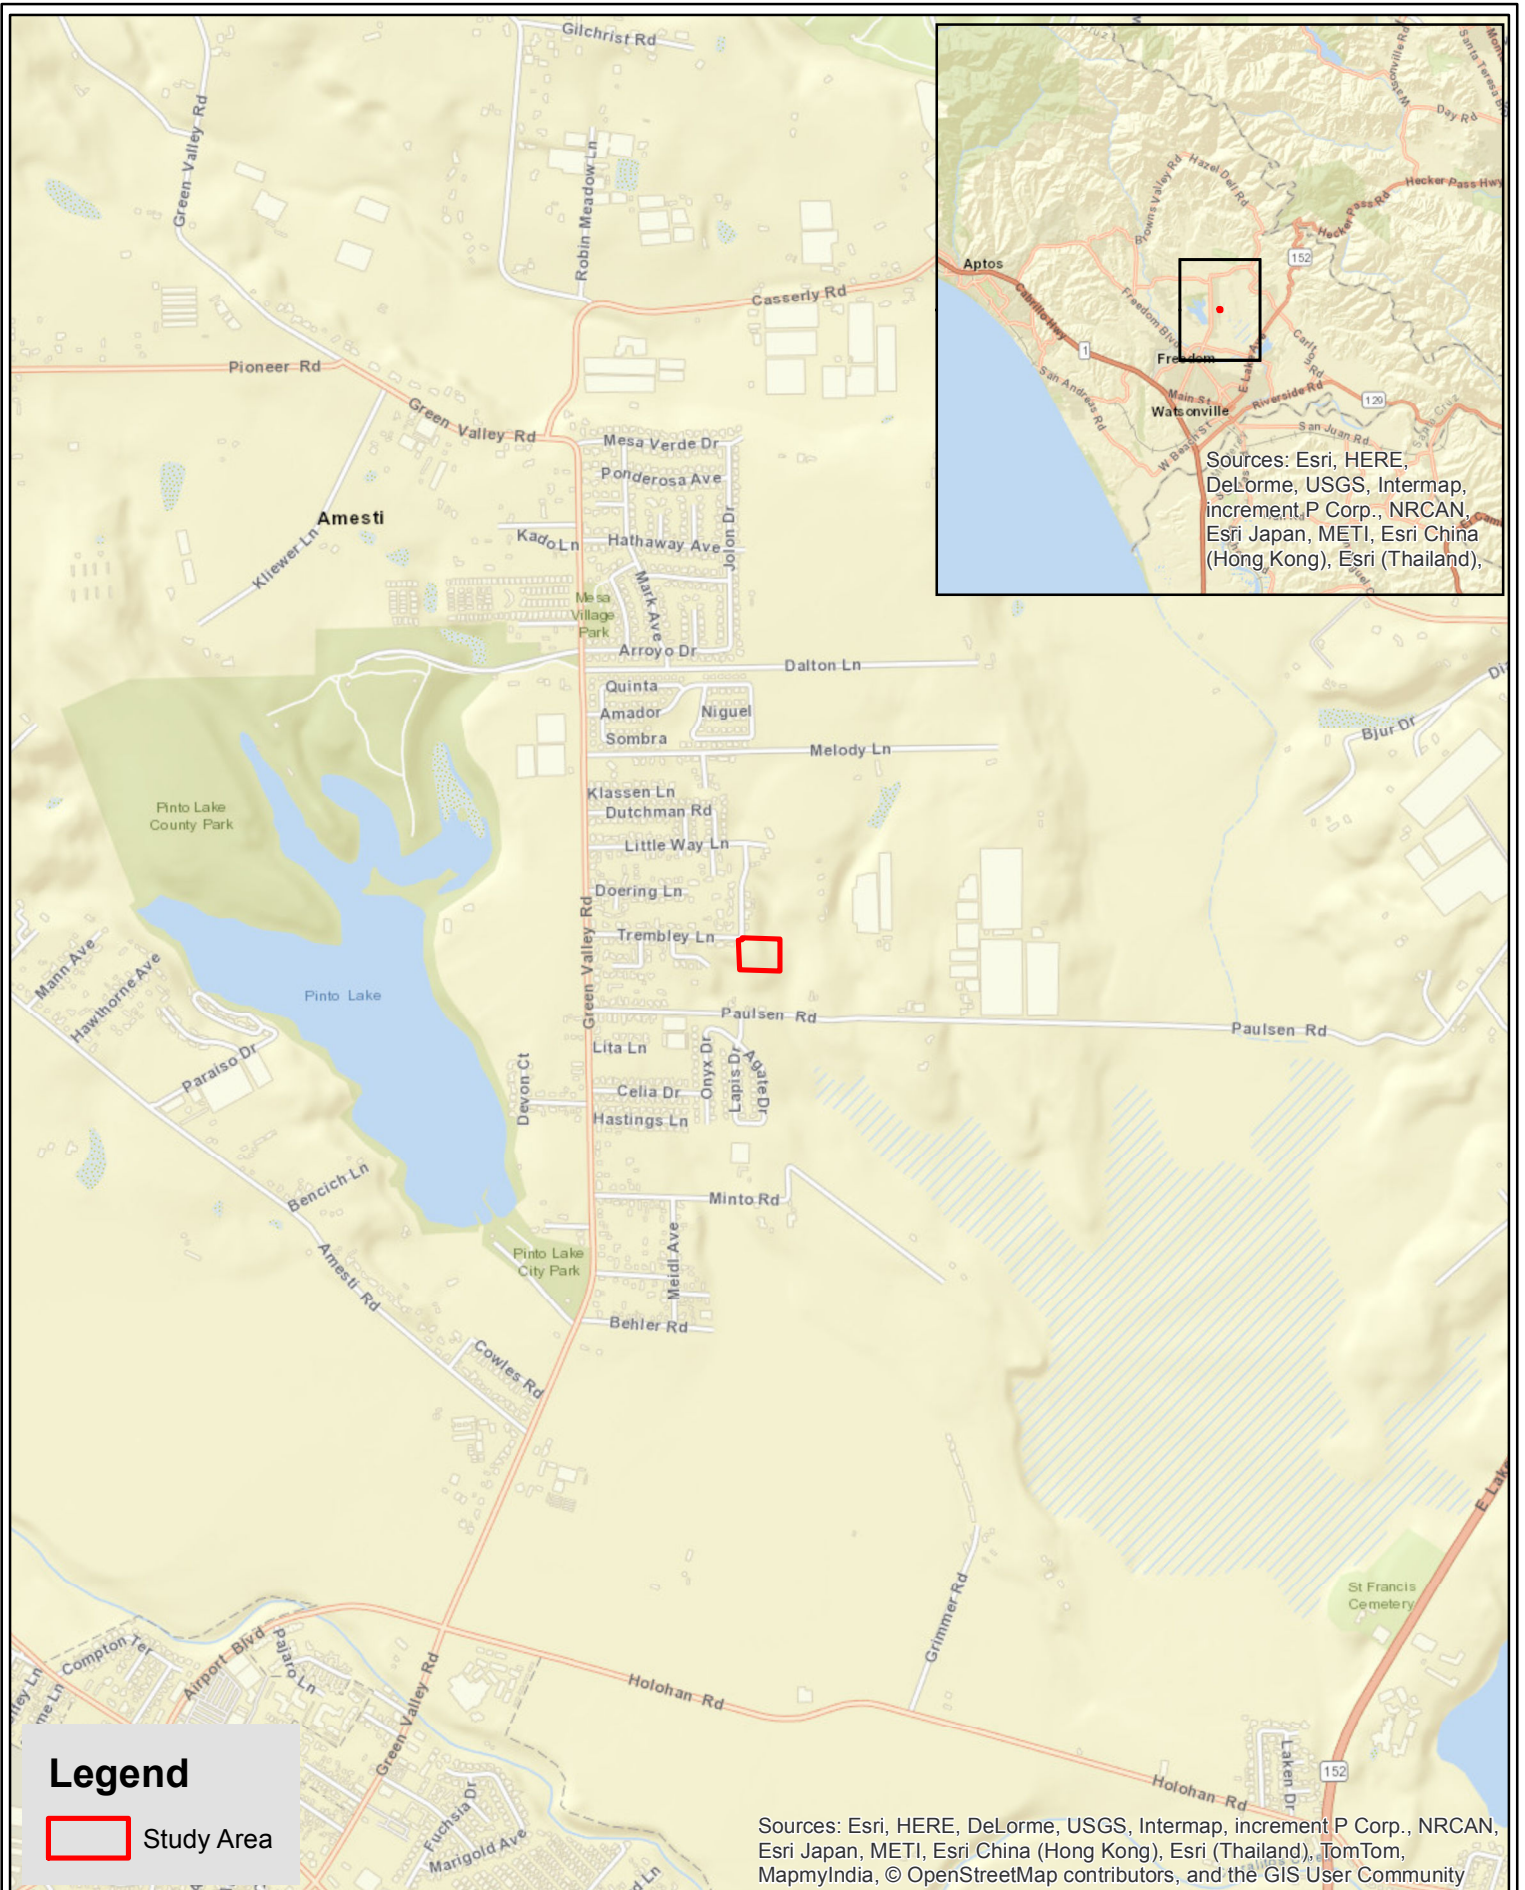 Gilchrist Rd
Green Valley Rd
Robin Meadow Ln
Casserly Rd
Pioneer Rd
Green Valley Rd
Mesa Verde Dr
Ponderosa Ave
Jolon Dr
Amesti
Kado Ln
Hathaway Ave
Kliewer Ln
Mark Ave
Mesa
Village
Park
Arroyo Dr
Dalton Ln
Quinta
Amador
Niguel
Sombra
Melody Ln
Bjur Dr
Klassen Ln
Dutchman Rd
Pinto Lake
County Park
Little Way Ln
Doering Ln
Green Valley Rd
Trembley Ln
Mann Ave
Hawthorne Ave
Pinto Lake
Paulsen Rd
Paulsen Rd
Paraiso Dr
Lita Ln
Devon Ct
Onyx Dr
Lapis Dr
Agate Dr
Celia Dr
Hastings Ln
Bencich Ln
Minto Rd
Meidl Ave
Amesti Rd
Pinto Lake
City Park
Behler Rd
Cowles Rd
E Lake
St Francis
Cemetery
Grimmer Rd
Compton Ter
Airport Blvd
Pajaro Ln
Green Valley Rd
Holohan Rd
Holohan Rd
Laken Dr
152
Fuchsia Dr
Marigold Ave
Legend
Study Area
Sources: Esri, HERE, DeLorme, USGS, Intermap, increment P Corp., NRCAN,
Esri Japan, METI, Esri China (Hong Kong), Esri (Thailand), TomTom,
MapmyIndia, © OpenStreetMap contributors, and the GIS User Community
Watsonville Rd
Santa Teresa
Day Rd
Hecker Pass Hwy
Hecker Pass Rd
Hazel Dell Rd
Browns Valley Rd
152
Aptos
Cabrillo Hwy
Freedom Blvd
1
Freedom
E Lake Ave
Carlton Rd
San Andreas Rd
Main St
Riverside Rd
129
Watsonville
W Beach St
San Juan Rd
Sources: Esri, HERE,
DeLorme, USGS, Intermap,
increment P Corp., NRCAN,
Esri Japan, METI, Esri China
(Hong Kong), Esri (Thailand),